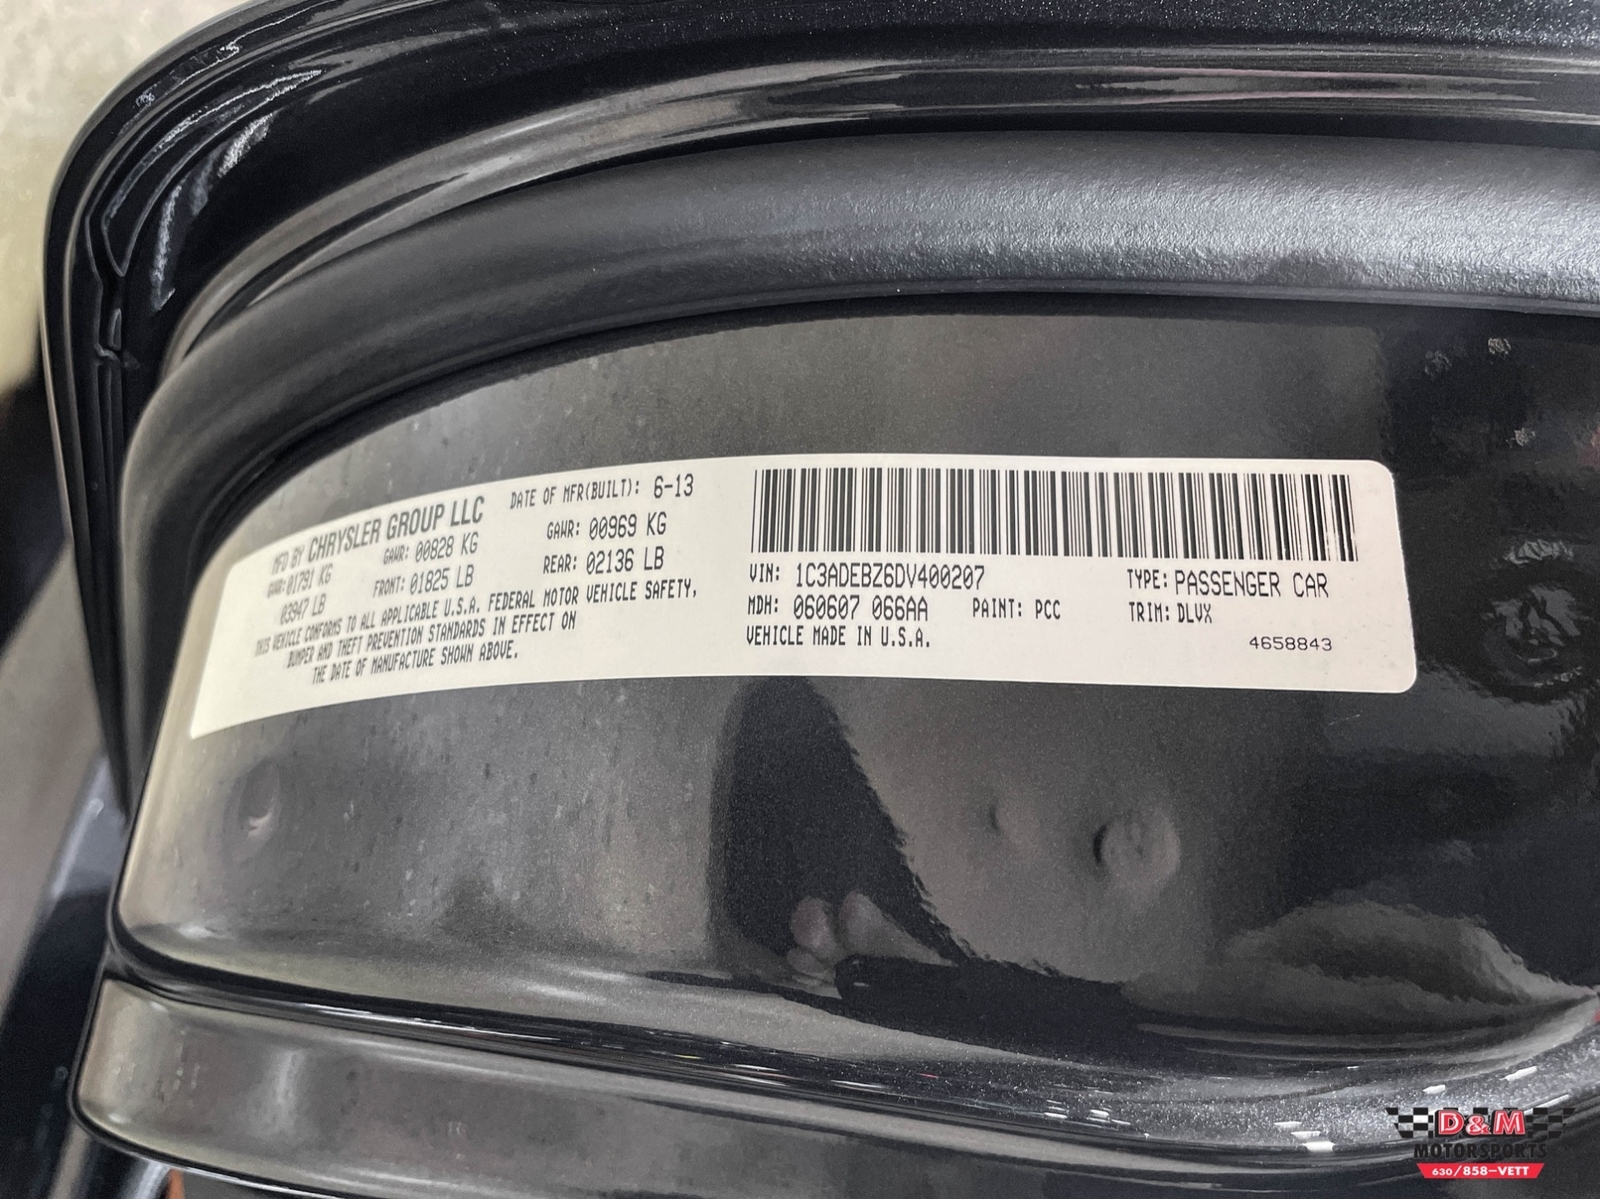 MFD BY CHRYSLER GROUP LLC DATE OF MFR(BUILT): 6-13
GVWR: 01791 KG GAWR: 00828 KG GAWR: 00969 KG
03947 LB FRONT: 01825 LB REAR: 02136 LB
THIS VEHICLE CONFORMS TO ALL APPLICABLE U.S.A. FEDERAL MOTOR VEHICLE SAFETY,
BUMPER AND THEFT PREVENTION STANDARDS IN EFFECT ON
THE DATE OF MANUFACTURE SHOWN ABOVE.
VIN: 1C3ADEBZ6DV400207 TYPE: PASSENGER CAR
MDH: 060607 066AA PAINT: PCC TRIM: DLVX
VEHICLE MADE IN U.S.A. 4658843
D&M
MOTORSPORTS
630/858-VETT